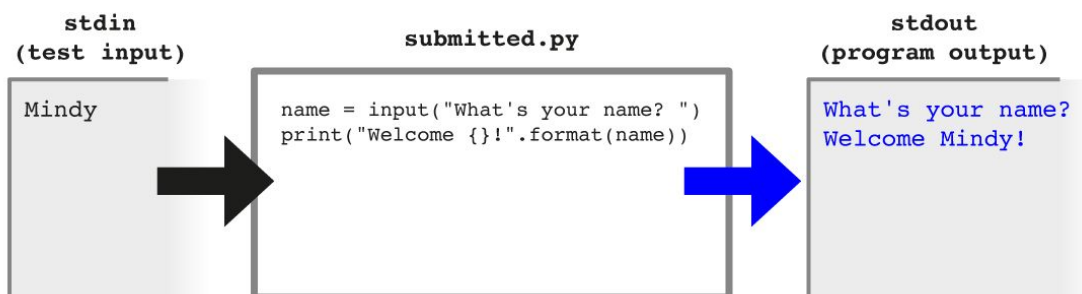 stdin
(test input)
Mindy
submitted.py
name = input("What's your name? ")
print("Welcome {}!".format(name))
stdout
(program output)
What's your name?
Welcome Mindy!